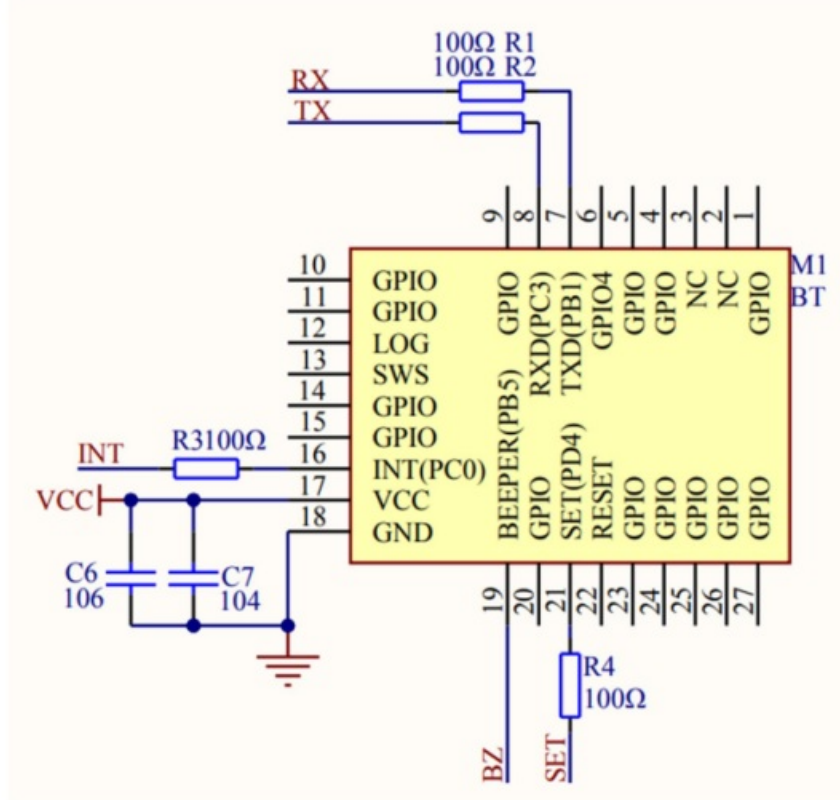 100Ω R1
100Ω R2
RX
TX
9
8
7
6
5
4
3
2
1
M1
BT
10
GPIO
11
GPIO
12
LOG
13
SWS
14
GPIO
15
GPIO
16
INT(PC0)
17
VCC
18
GND
GPIO
RXD(PC3)
TXD(PB1)
GPIO4
GPIO
GPIO
NC
NC
GPIO
INT
R3100Ω
VCC
C6
106
C7
104
BEEPER(PB5)
GPIO
SET(PD4)
RESET
GPIO
GPIO
GPIO
GPIO
GPIO
19
20
21
22
23
24
25
26
27
R4
100Ω
BZ
SET